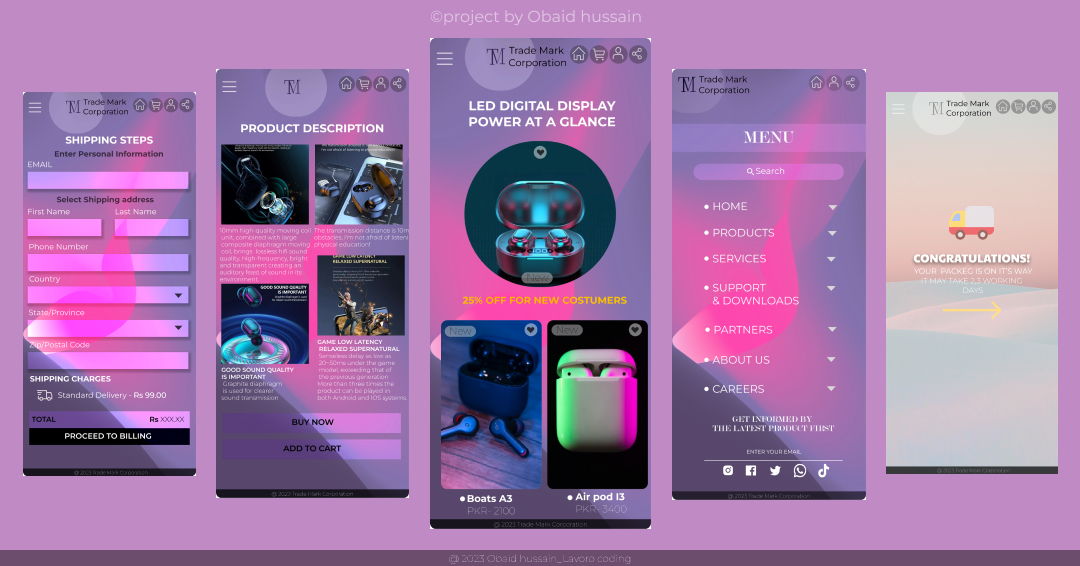 ©project by Obaid hussain
TM Trade Mark
Corporation
SHIPPING STEPS
Enter Personal Information
EMAIL
Select Shipping address
First Name Last Name
Phone Number
Country
State/Province
Zip/Postal Code
SHIPPING CHARGES
Standard Delivery - Rs 99.00
TOTAL Rs XXX.XX
PROCEED TO BILLING
@ 2023 Trade Mark Corporation
TM
PRODUCT DESCRIPTION
10mm high-quality moving coil
unit, combined with large
composite diaphragm moving
coil, brings lossless hifi sound
quality, high-frequency, bright
and transparent creating an
auditory feast of sound in its
environment.
The transmission distance is 10m
obstacles, I'm not afraid of listeni
physical education!
GOOD SOUND QUALITY
IS IMPORTANT
GAME LOW LATENCY
RELAXED SUPERNATURAL
GOOD SOUND QUALITY
IS IMPORTANT
Graphite diaphragm
is used for clearer
sound transmission
GAME LOW LATENCY
RELAXED SUPERNATURAL
Senseless delay as low as
20~50ms under the game
model, exceeding that of
the previous generation
More than three times the
product can be played in
both Android and IOS systems.
BUY NOW
ADD TO CART
@ 2023 Trade Mark Corporation
TM Trade Mark
Corporation
LED DIGITAL DISPLAY
POWER AT A GLANCE
New
25% OFF FOR NEW COSTUMERS
New
New
Boats A3
PKR- 2100
Air pod I3
PKR- 3400
@ 2023 Trade Mark Corporation
TM Trade Mark
Corporation
MENU
Search
HOME
PRODUCTS
SERVICES
SUPPORT
& DOWNLOADS
PARTNERS
ABOUT US
CAREERS
GET INFORMED BY
THE LATEST PRODUCT FIRST
ENTER YOUR EMAIL
@ 2023 Trade Mark Corporation
TM Trade Mark
Corporation
CONGRATULATIONS!
YOUR PACKEG IS ON IT'S WAY
IT MAY TAKE 2,3 WORKING
DAYS
@ 2023 Trade Mark Corporation
@ 2023 Obaid hussain_Lavoro coding